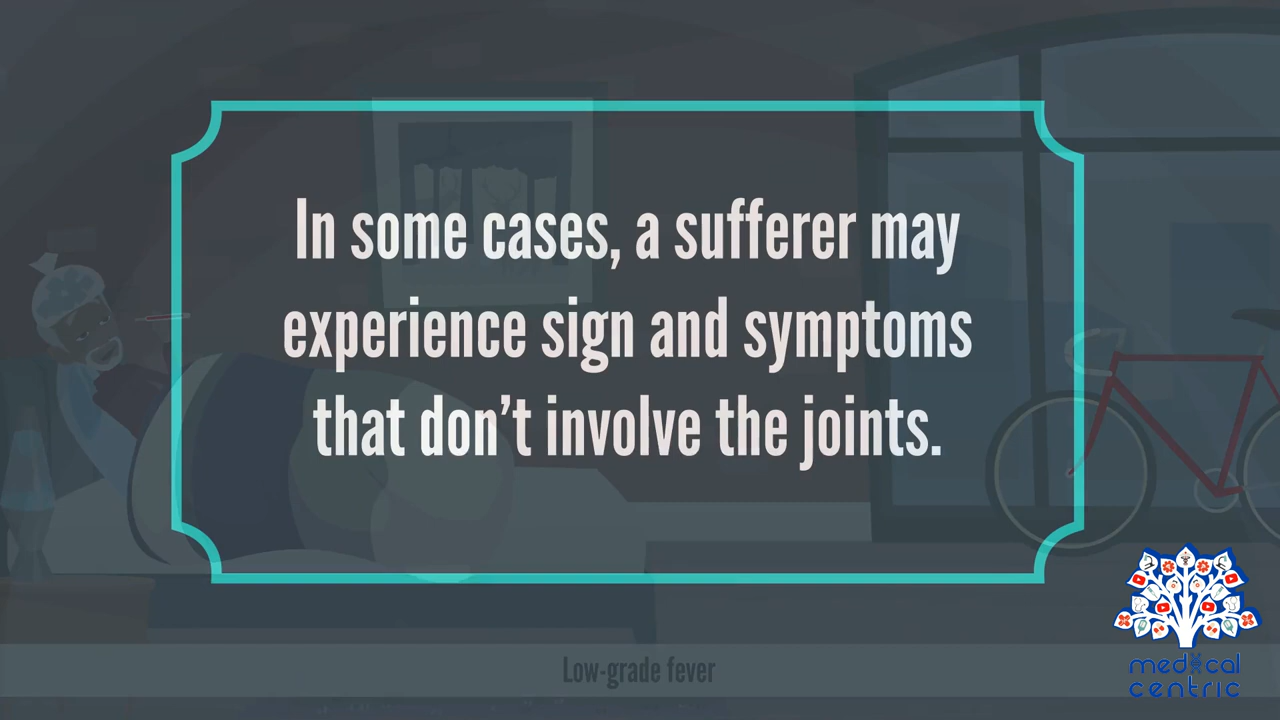 In some cases, a sufferer may
experience sign and symptoms
that don't involve the joints.
Low-grade fever
medical
centric